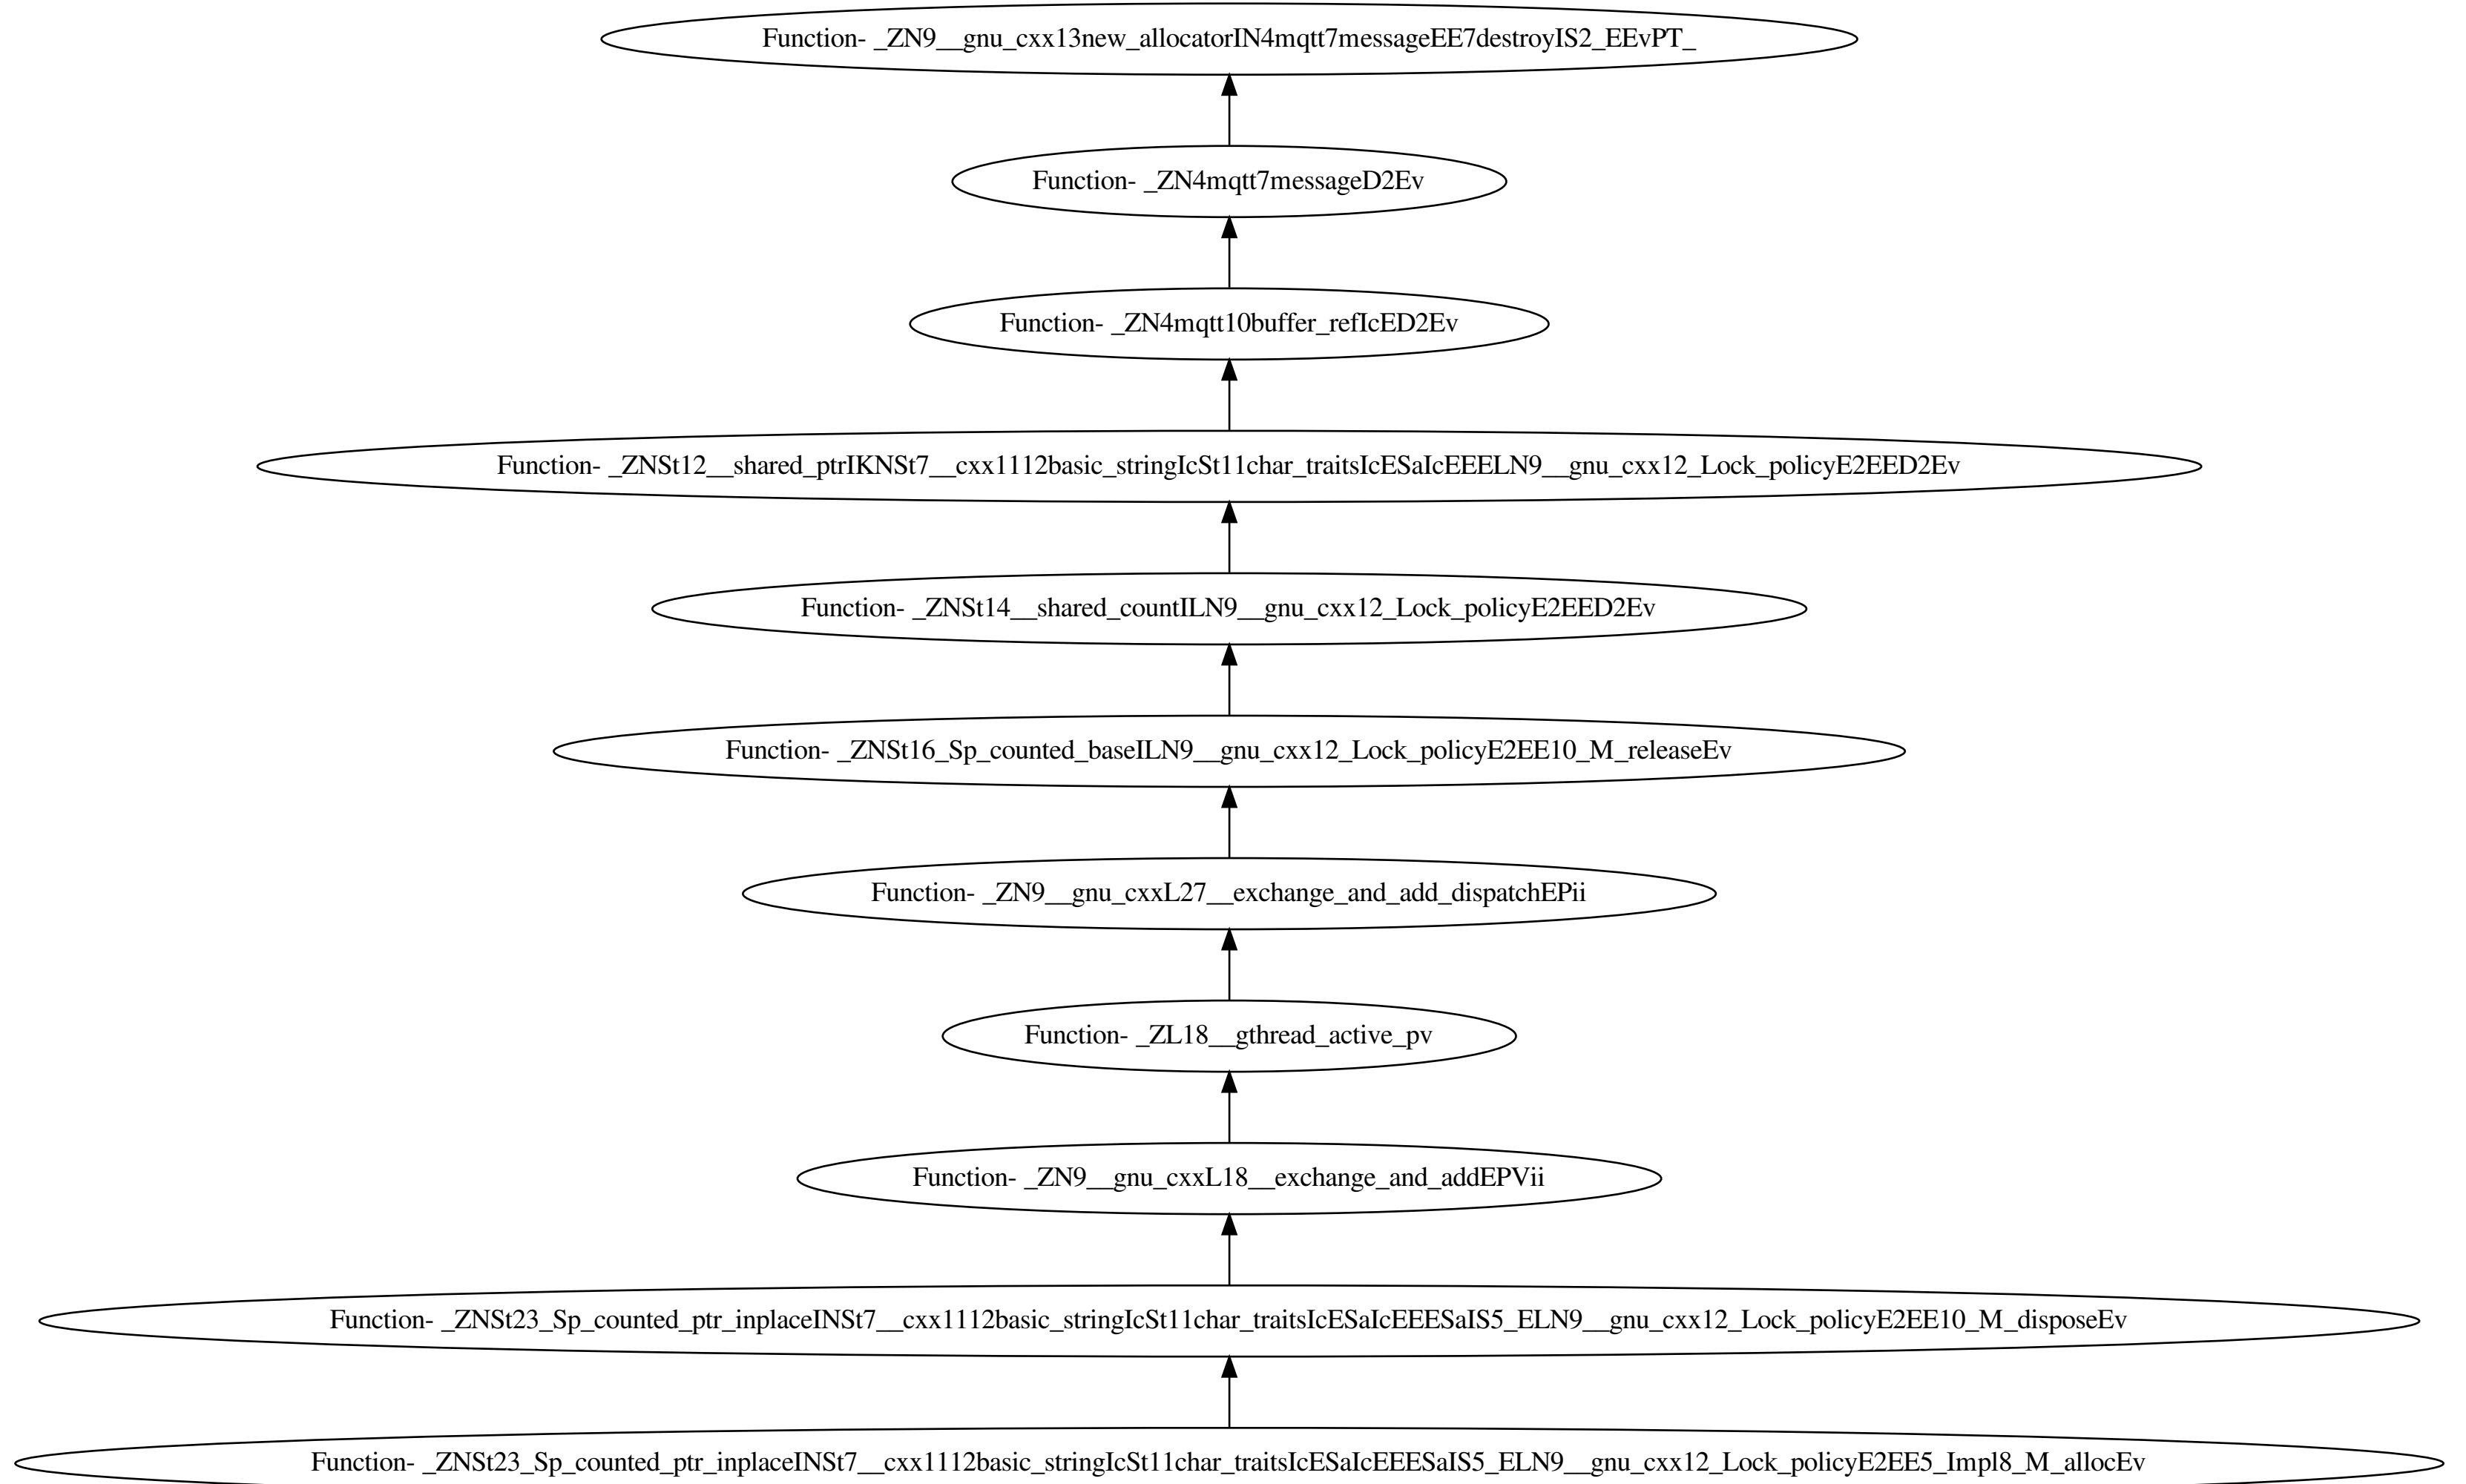 Function- _ZN9__gnu_cxx13new_allocatorIN4mqtt7messageEE7destroyIS2_EEvPT_
Function- _ZN4mqtt7messageD2Ev
Function- _ZN4mqtt10buffer_refIcED2Ev
Function- _ZNSt12__shared_ptrIKNSt7__cxx1112basic_stringIcSt11char_traitsIcESaIcEEELN9__gnu_cxx12_Lock_policyE2EED2Ev
Function- _ZNSt14__shared_countILN9__gnu_cxx12_Lock_policyE2EED2Ev
Function- _ZNSt16_Sp_counted_baseILN9__gnu_cxx12_Lock_policyE2EE10_M_releaseEv
Function- _ZN9__gnu_cxxL27__exchange_and_add_dispatchEPii
Function- _ZL18__gthread_active_pv
Function- _ZN9__gnu_cxxL18__exchange_and_addEPVii
Function- _ZNSt23_Sp_counted_ptr_inplaceINSt7__cxx1112basic_stringIcSt11char_traitsIcESaIcEEESaIS5_ELN9__gnu_cxx12_Lock_policyE2EE10_M_disposeEv
Function- _ZNSt23_Sp_counted_ptr_inplaceINSt7__cxx1112basic_stringIcSt11char_traitsIcESaIcEEESaIS5_ELN9__gnu_cxx12_Lock_policyE2EE5_Impl8_M_allocEv